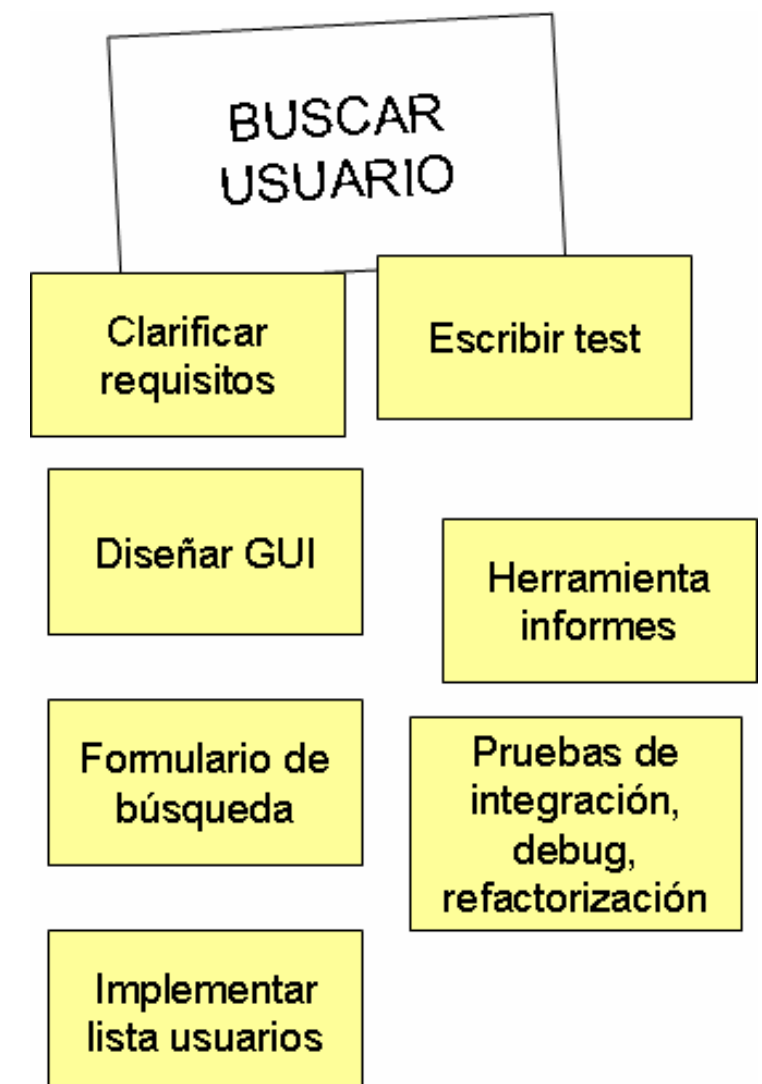 BUSCAR
USUARIO
Clarificar
requisitos
Escribir test
Diseñar GUI
Herramienta
informes
Formulario de
búsqueda
Pruebas de
integración,
debug,
refactorización
Implementar
lista usuarios